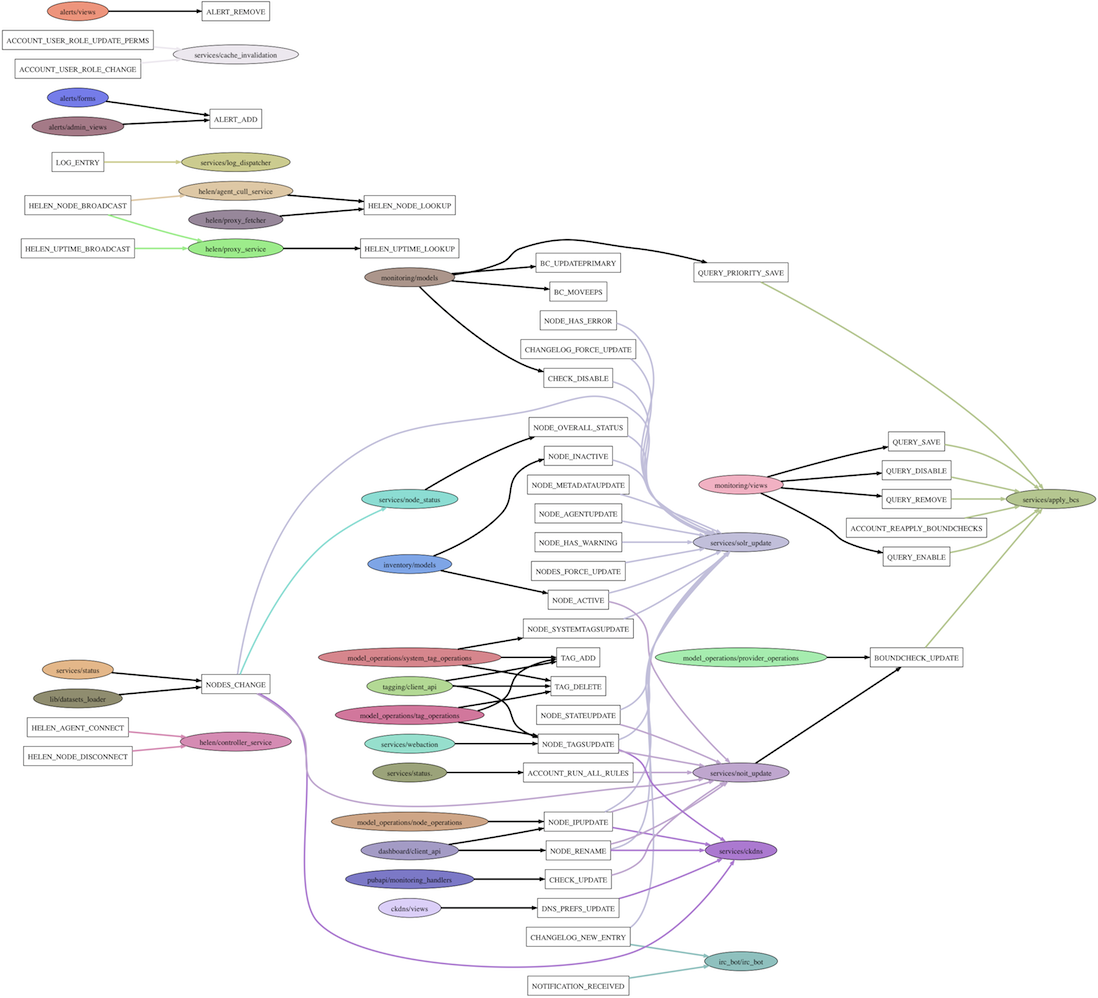 alerts/views
ALERT_REMOVE
ACCOUNT_USER_ROLE_UPDATE_PERMS
services/cache_invalidation
ACCOUNT_USER_ROLE_CHANGE
alerts/forms
ALERT_ADD
alerts/admin_views
LOG_ENTRY
services/log_dispatcher
helen/agent_cull_service
HELEN_NODE_BROADCAST
HELEN_NODE_LOOKUP
helen/proxy_fetcher
HELEN_UPTIME_BROADCAST
helen/proxy_service
HELEN_UPTIME_LOOKUP
monitoring/models
BC_UPDATEPRIMARY
QUERY_PRIORITY_SAVE
BC_MOVEEPS
NODE_HAS_ERROR
CHANGELOG_FORCE_UPDATE
CHECK_DISABLE
NODE_OVERALL_STATUS
QUERY_SAVE
NODE_INACTIVE
QUERY_DISABLE
NODE_METADATAUPDATE
monitoring/views
services/node_status
QUERY_REMOVE
services/apply_bcs
NODE_AGENTUPDATE
ACCOUNT_REAPPLY_BOUNDCHECKS
NODE_HAS_WARNING
services/solr_update
QUERY_ENABLE
inventory/models
NODES_FORCE_UPDATE
NODE_ACTIVE
NODE_SYSTEMTAGSUPDATE
model_operations/system_tag_operations
TAG_ADD
model_operations/provider_operations
BOUNDCHECK_UPDATE
services/status
NODES_CHANGE
tagging/client_api
TAG_DELETE
lib/datasets_loader
model_operations/tag_operations
NODE_STATEUPDATE
HELEN_AGENT_CONNECT
helen/controller_service
services/webaction
NODE_TAGSUPDATE
HELEN_NODE_DISCONNECT
services/status.
ACCOUNT_RUN_ALL_RULES
services/noit_update
model_operations/node_operations
NODE_IPUPDATE
dashboard/client_api
NODE_RENAME
services/ckdns
pubapi/monitoring_handlers
CHECK_UPDATE
ckdns/views
DNS_PREFS_UPDATE
CHANGELOG_NEW_ENTRY
irc_bot/irc_bot
NOTIFICATION_RECEIVED